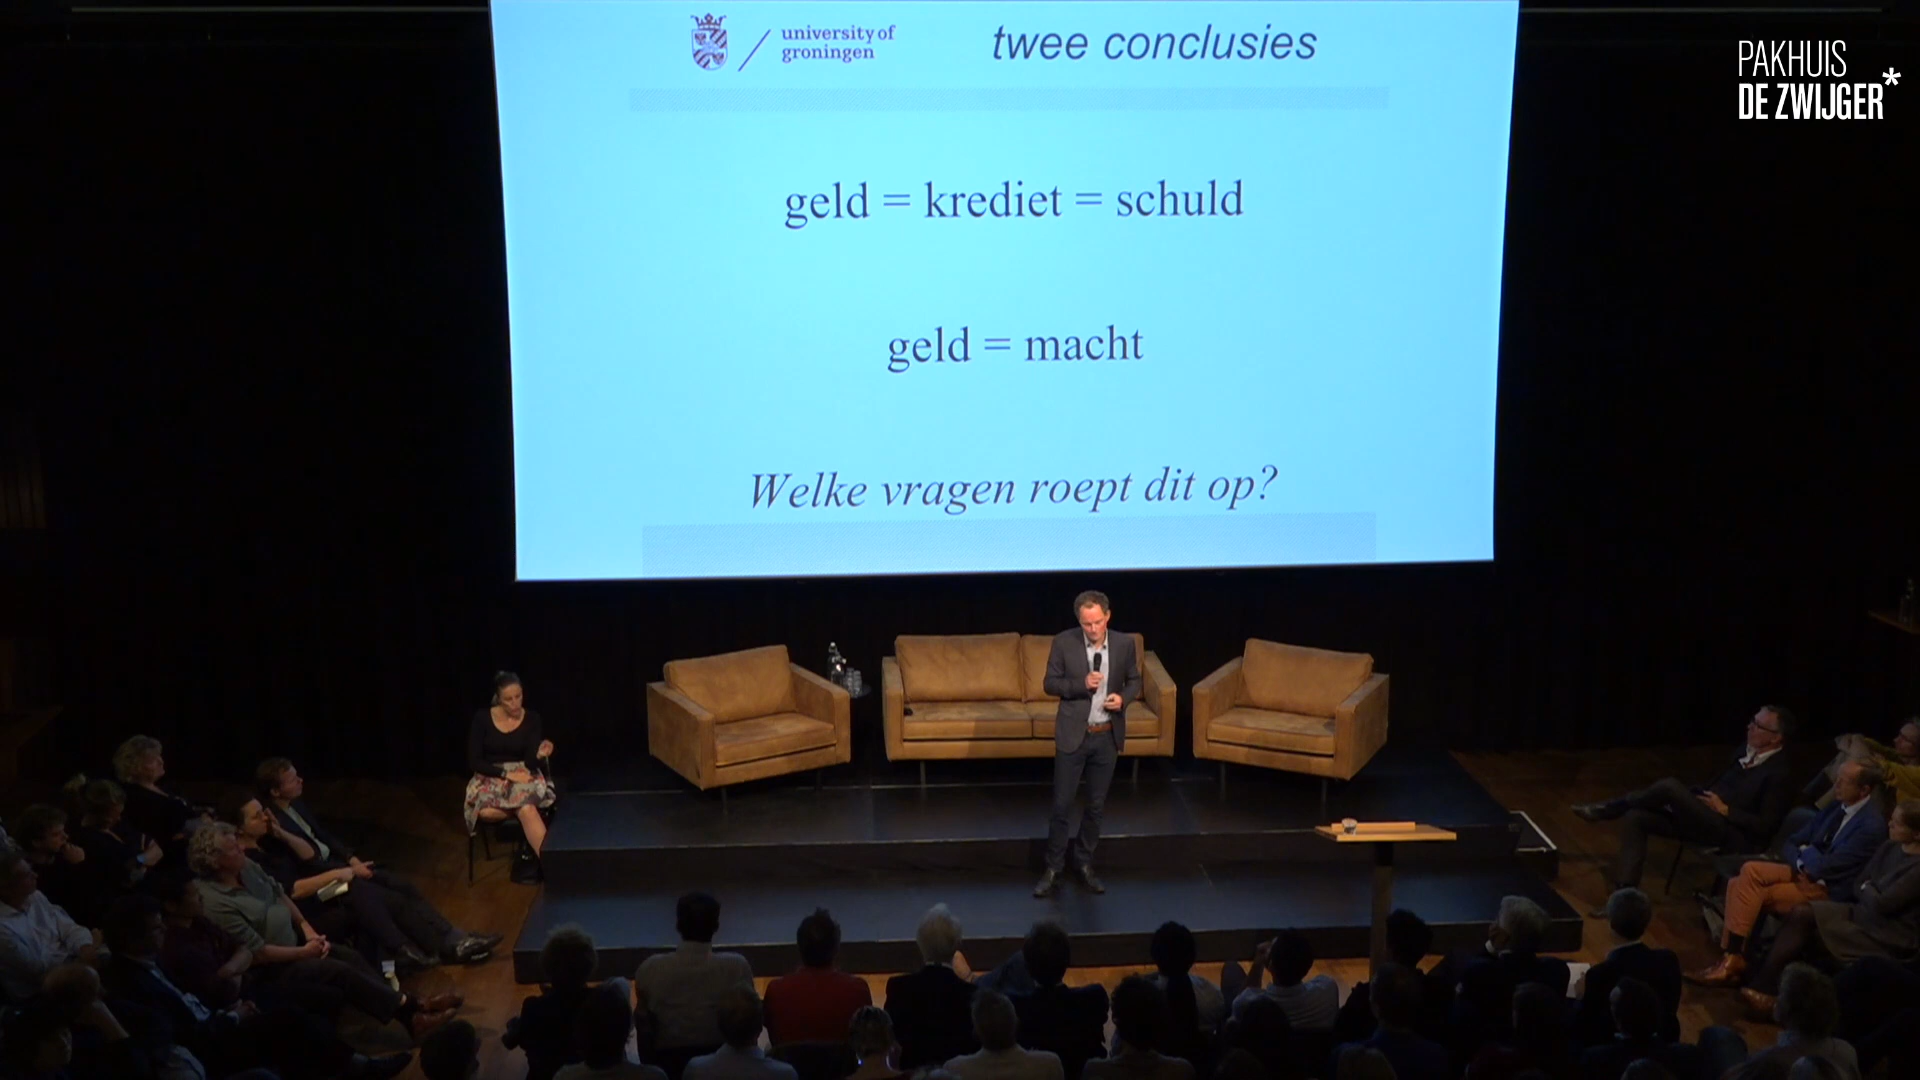 university of
groningen
twee conclusies
PAKHUIS
DE ZWIJGER*
geld = krediet = schuld
geld = macht
Welke vragen roept dit op?